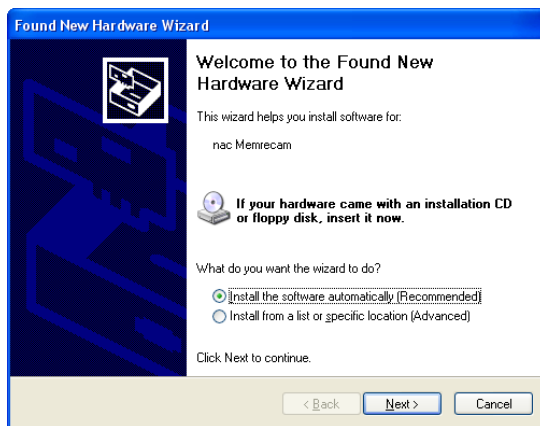 Found New Hardware Wizard
Welcome to the Found New
Hardware Wizard
This wizard helps you install software for:
nac Memrecam
If your hardware came with an installation CD
or floppy disk, insert it now.
What do you want the wizard to do?
Install the software automatically (Recommended)
Install from a list or specific location (Advanced)
Click Next to continue.
< Back
Next >
Cancel